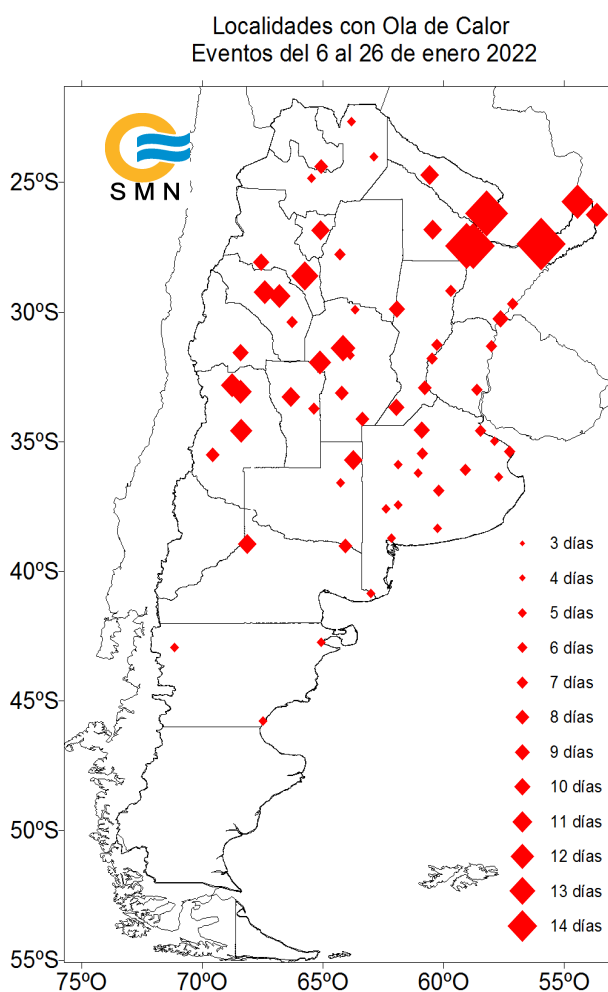 Localidades con Ola de Calor
Eventos del 6 al 26 de enero 2022
SMN
25ºS
30ºS
35ºS
40ºS
45ºS
50ºS
55ºS
3 días
4 días
5 días
6 días
7 días
8 días
9 días
10 días
11 días
12 días
13 días
14 días
75ºO
70ºO
65ºO
60ºO
55ºO